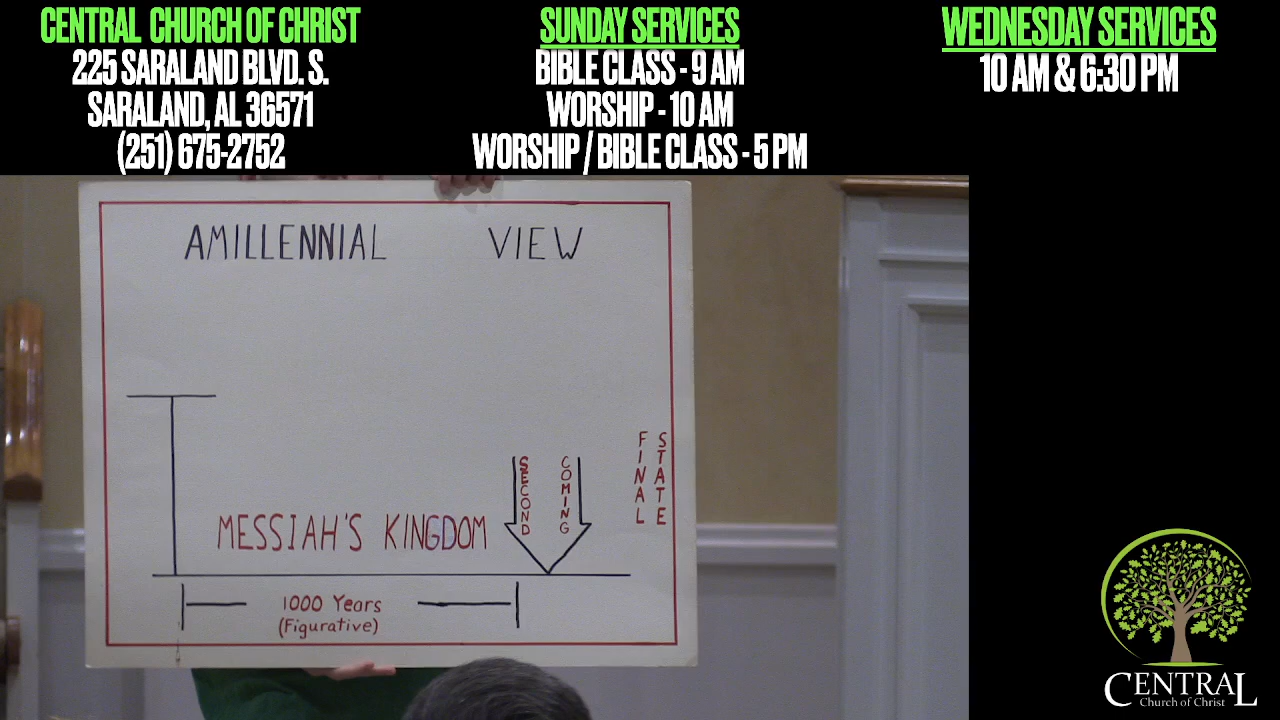 CENTRAL CHURCH OF CHRIST
225 SARALAND BLVD. S.
SARALAND, AL 36571
(251) 675-2752
SUNDAY SERVICES
BIBLE CLASS - 9 AM
WORSHIP - 10 AM
WORSHIP / BIBLE CLASS - 5 PM
WEDNESDAY SERVICES
10 AM & 6:30 PM
AMILLENNIAL VIEW
MESSIAH'S KINGDOM
SECOND
COMING
FINAL
STATE
1000 Years
(Figurative)
CENTRAL
Church of Christ